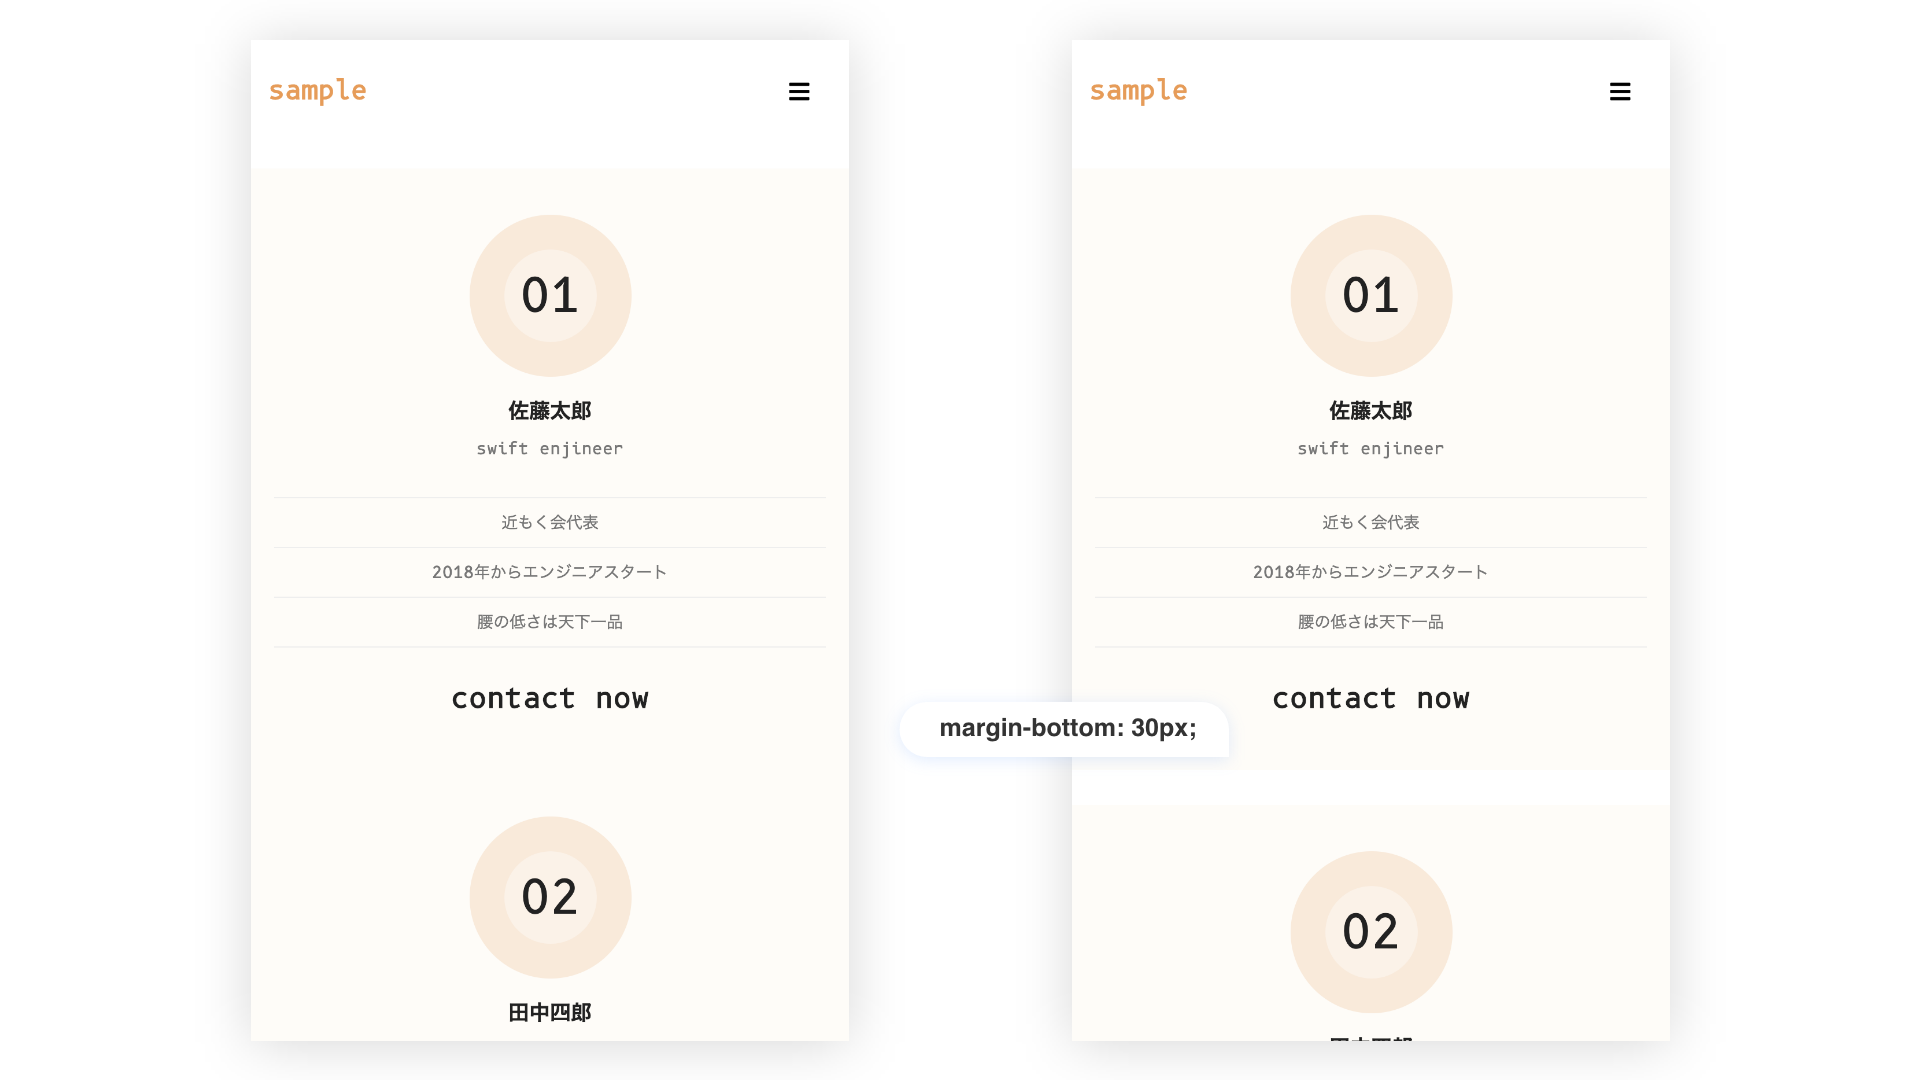 sample
01
佐藤太郎
swift enjineer
近もく会代表
2018年からエンジニアスタート
腰の低さは天下一品
contact now
02
田中四郎
margin-bottom: 30px;
sample
01
佐藤太郎
swift enjineer
近もく会代表
2018年からエンジニアスタート
腰の低さは天下一品
contact now
02